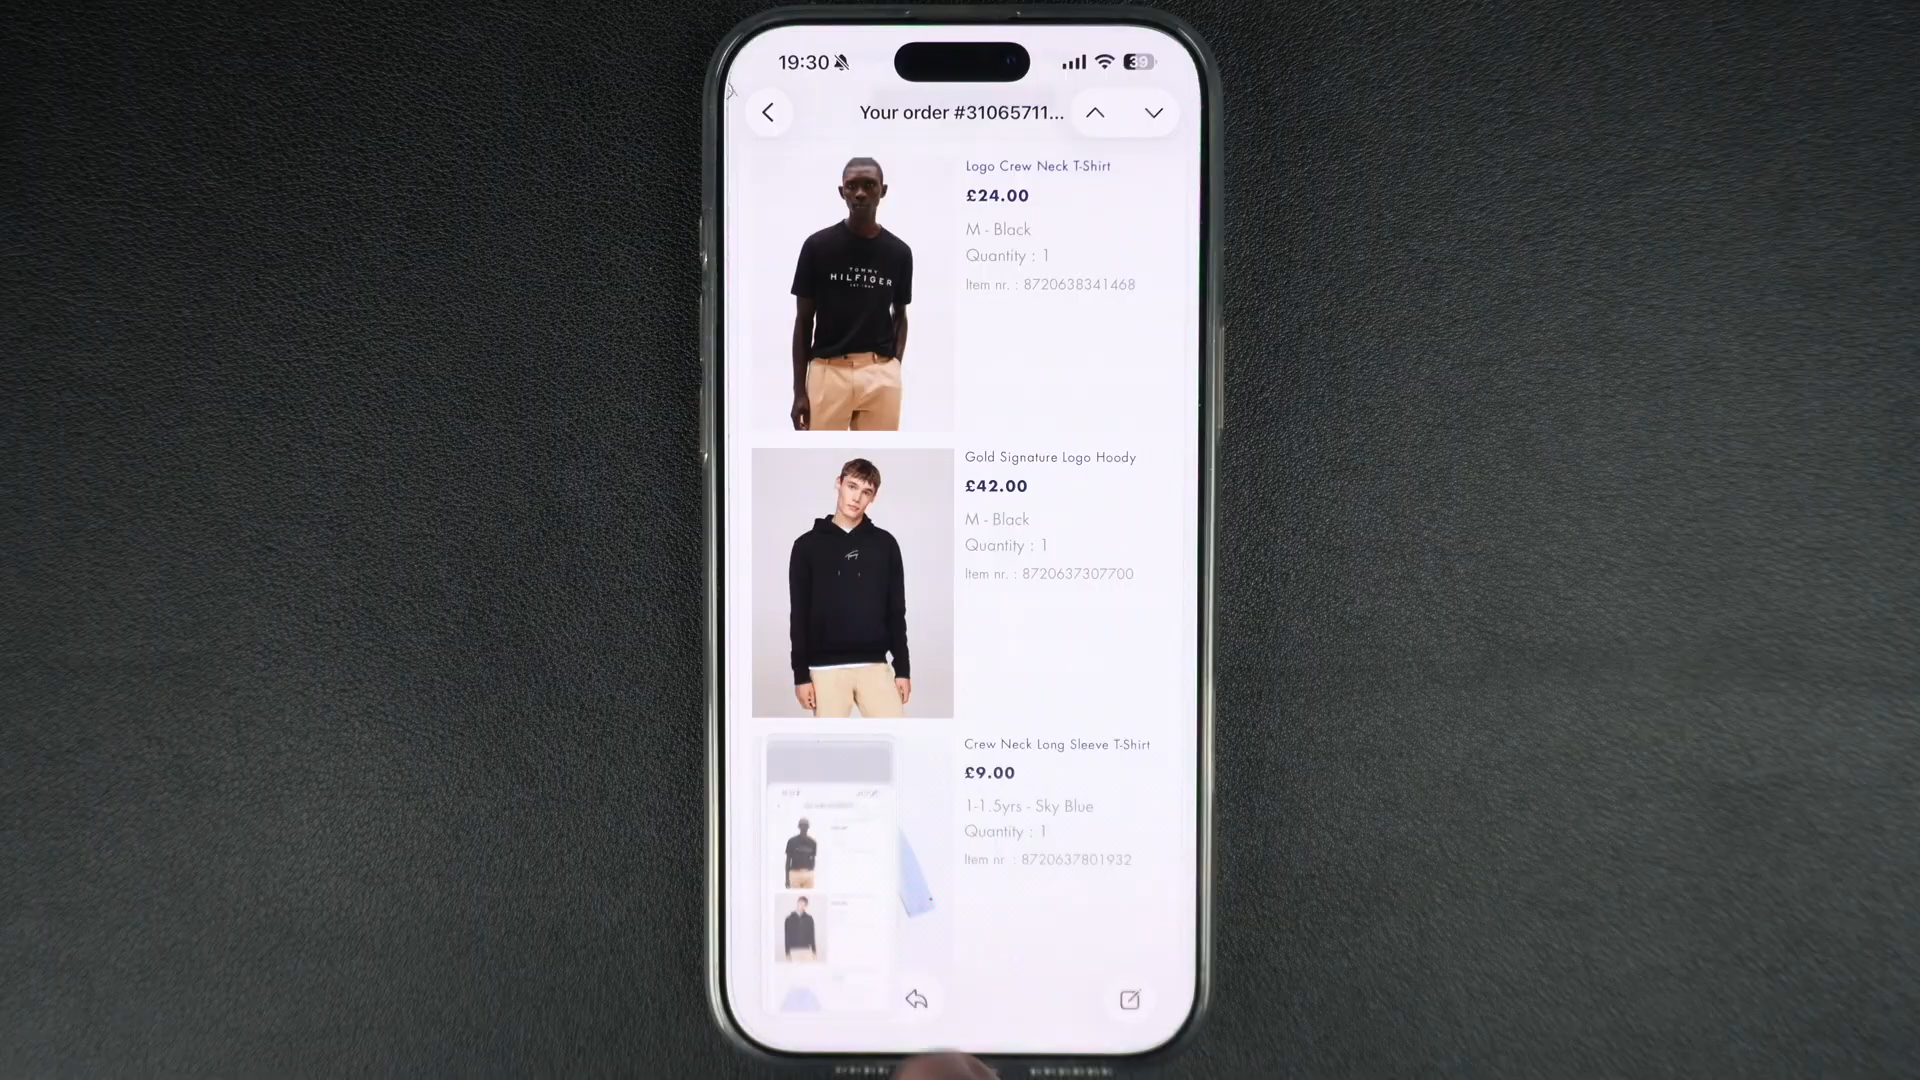 19:30
39
Your order #31065711...
Logo Crew Neck T-Shirt
£24.00
M - Black
Quantity : 1
Item nr. : 8720638341468
TOMMY
HILFIGER
Gold Signature Logo Hoody
£42.00
M - Black
Quantity : 1
Item nr. : 8720637307700
Crew Neck Long Sleeve T-Shirt
£9.00
1-1.5yrs - Sky Blue
Quantity : 1
Item nr : 8720637801932